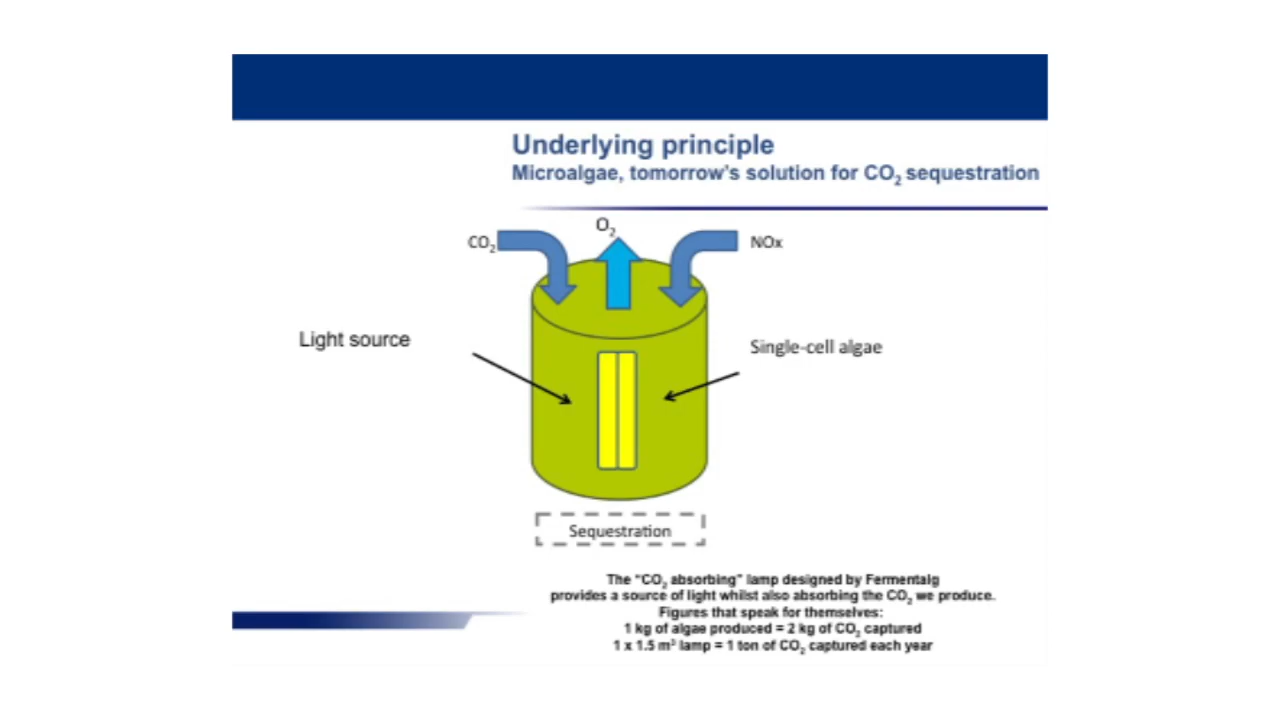 Underlying principle
Microalgae, tomorrow's solution for CO₂ sequestration
O₂
CO₂
NOx
Light source
Single-cell algae
Sequestration
The "CO₂ absorbing" lamp designed by Fermentalg
provides a source of light whilst also absorbing the CO₂ we produce.
Figures that speak for themselves:
1 kg of algae produced = 2 kg of CO₂ captured
1 x 1.5 m³ lamp = 1 ton of CO₂ captured each year